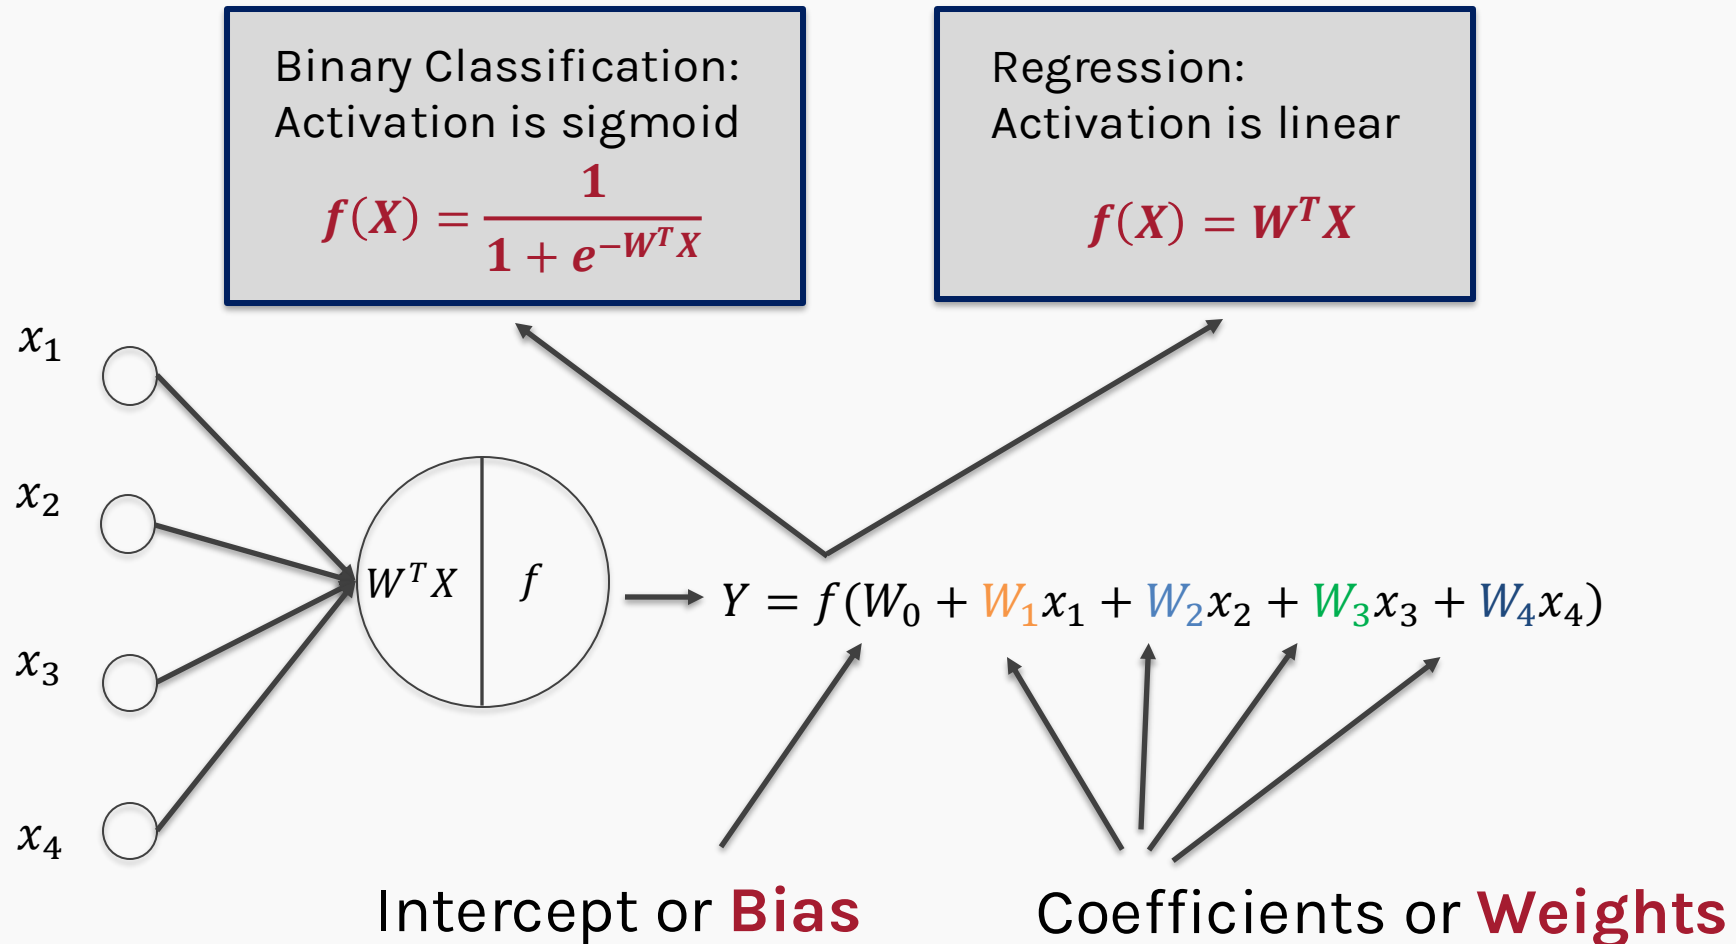 Binary Classification:
Activation is sigmoid
f(X) = 1 / (1 + e^{-W^T X})
Regression:
Activation is linear
f(X) = W^T X
x₁
x₂
x₃
x₄
W^T X
f
Y = f(W₀ + W₁x₁ + W₂x₂ + W₃x₃ + W₄x₄)
Intercept or Bias
Coefficients or Weights